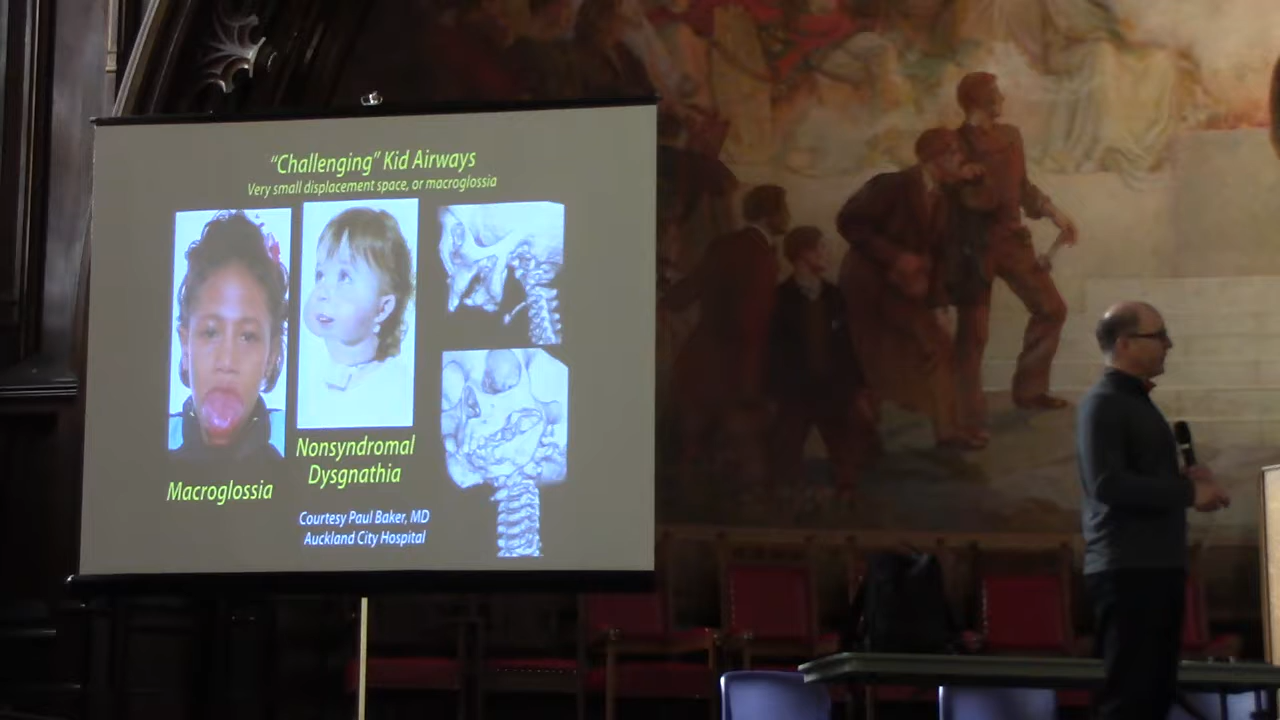 "Challenging" Kid Airways
Very small displacement space, or macroglossia
Macroglossia
Nonsyndromal
Dysgnathia
Courtesy Paul Baker, MD
Auckland City Hospital